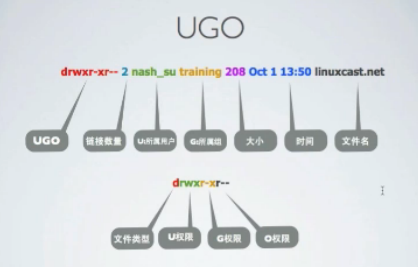 UGO
drwxr-xr-- 2 nash_su training 208 Oct 1 13:50 linuxcast.net
UGO 链接数量 U:所属用户 G:所属组 大小 时间 文件名
drwxr-xr--
文件类型 U权限 G权限 O权限